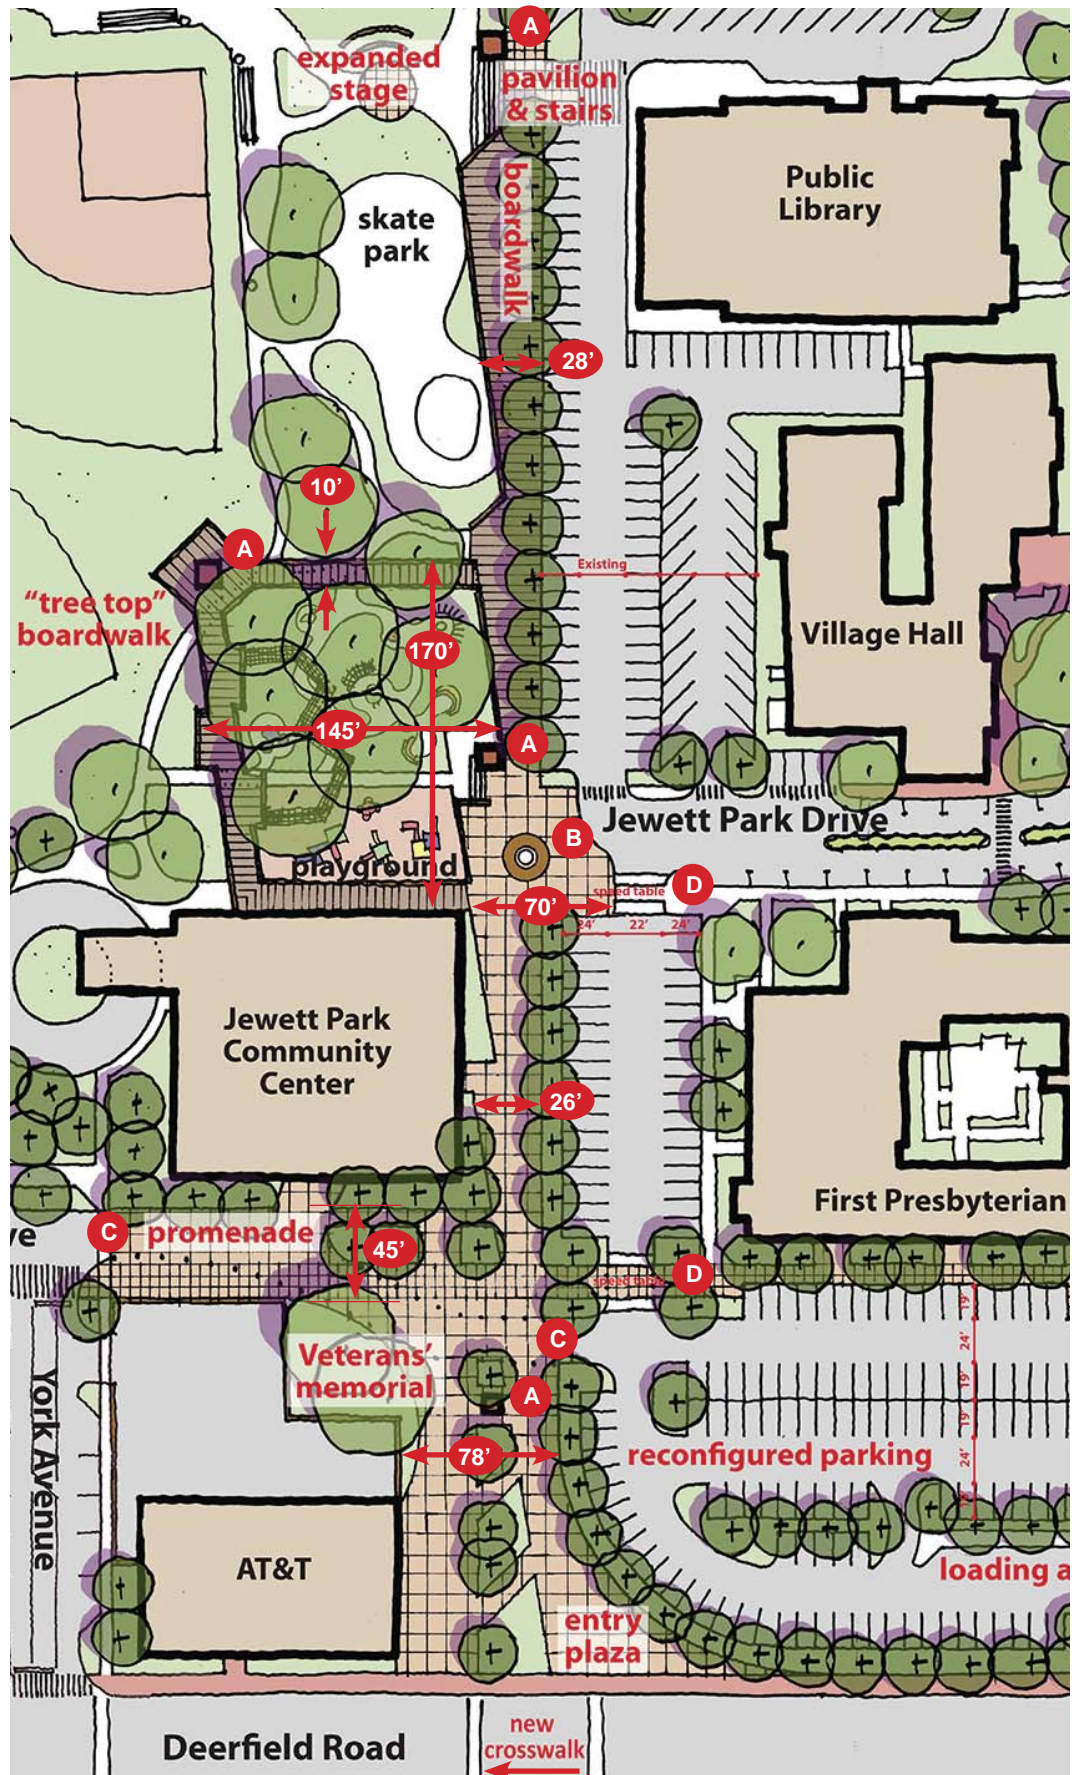 A
expanded
stage
pavilion
& stairs
boardwalk
Public
Library
skate
park
28’
10’
A
Existing
“tree top”
boardwalk
170’
Village Hall
145’
A
Jewett Park Drive
B
playground
speed table
D
70’
24’
22’
24’
Jewett Park
Community
Center
26’
First Presbyterian
C
promenade
ve
45’
speed table
D
19’
24’
19’
19’
24’
C
Veterans’
memorial
A
York Avenue
78’
reconfigured parking
AT&T
loading a
entry
plaza
new
crosswalk
Deerfield Road